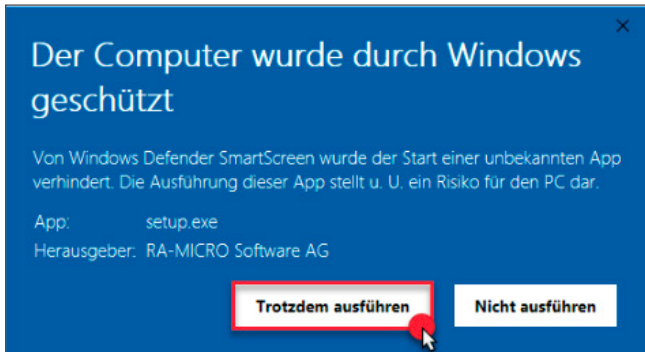 Der Computer wurde durch Windows
geschützt
Von Windows Defender SmartScreen wurde der Start einer unbekannten App
verhindert. Die Ausführung dieser App stellt u. U. ein Risiko für den PC dar.
App: setup.exe
Herausgeber: RA-MICRO Software AG
Trotzdem ausführen Nicht ausführen